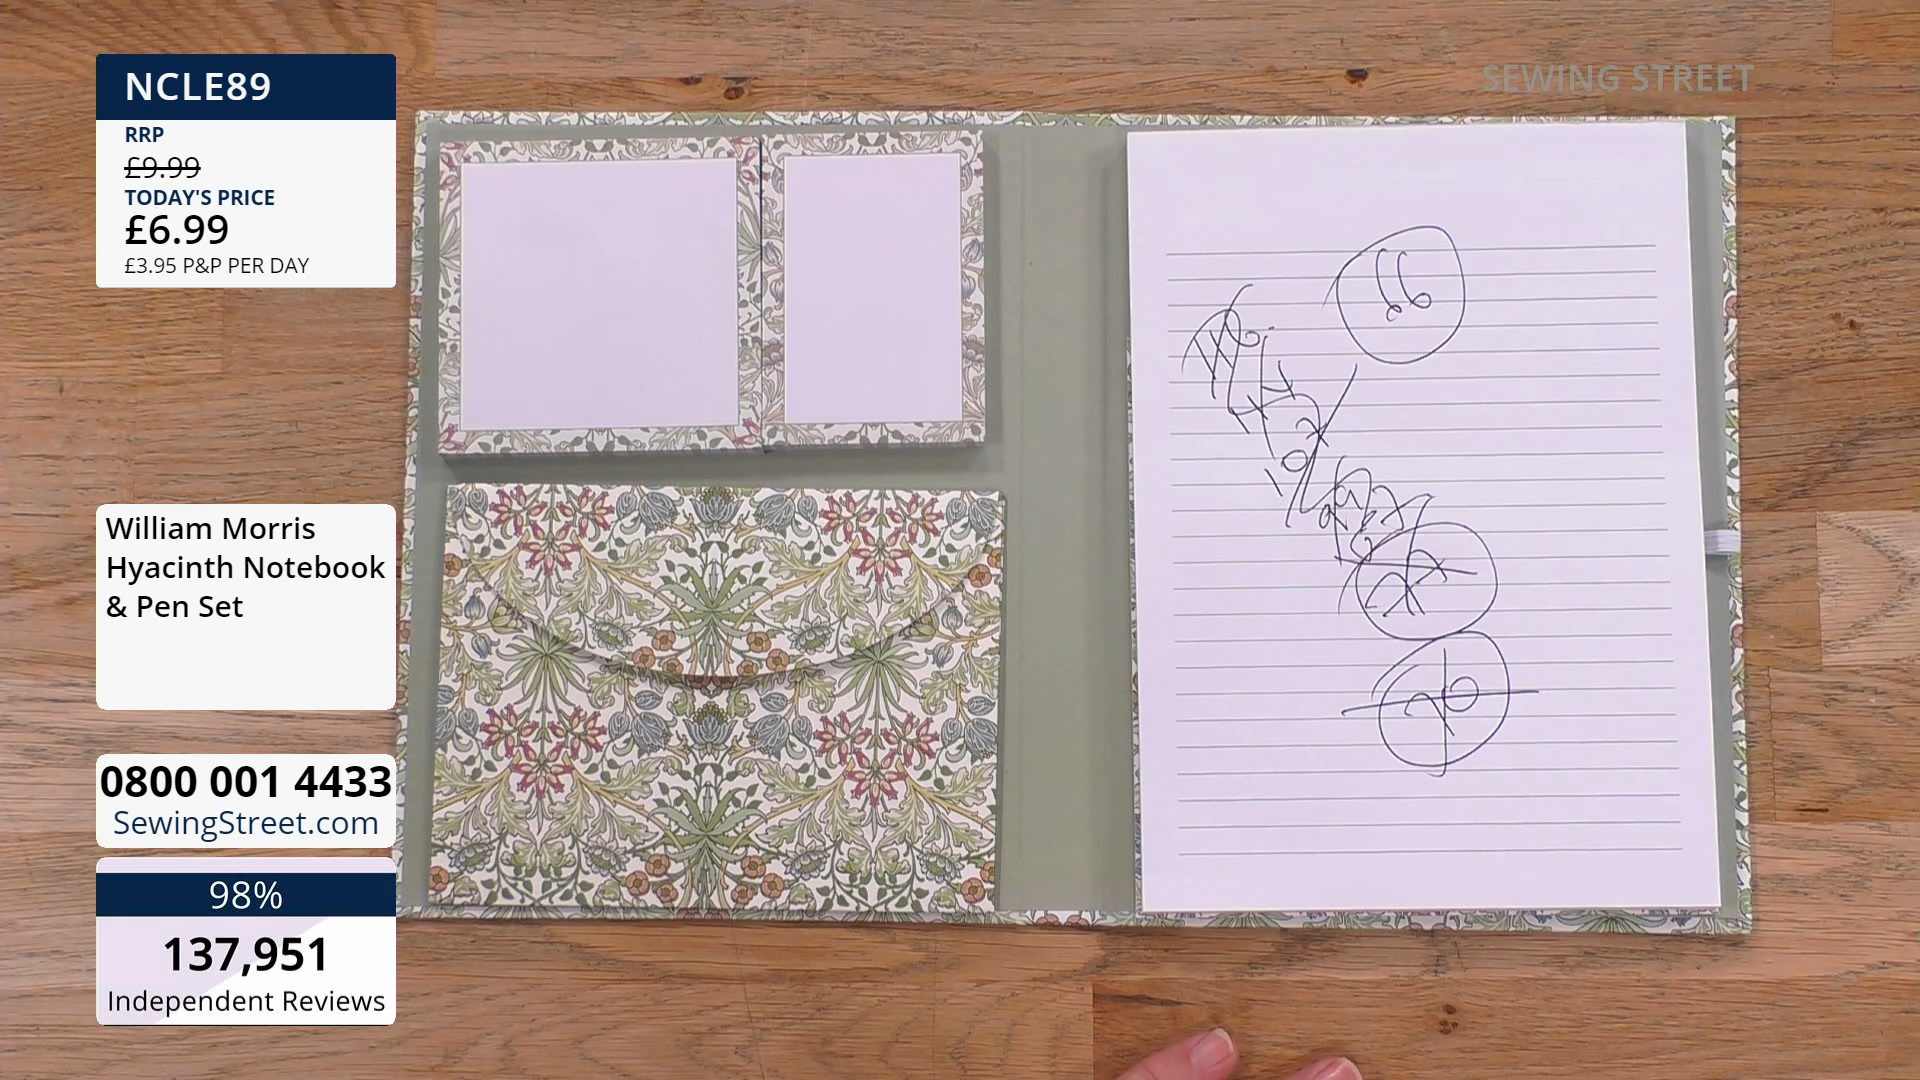 NCLE89
RRP
£9.99
TODAY'S PRICE
£6.99
£3.95 P&P PER DAY
SEWING STREET
William Morris
Hyacinth Notebook
& Pen Set
0800 001 4433
SewingStreet.com
98%
137,951
Independent Reviews